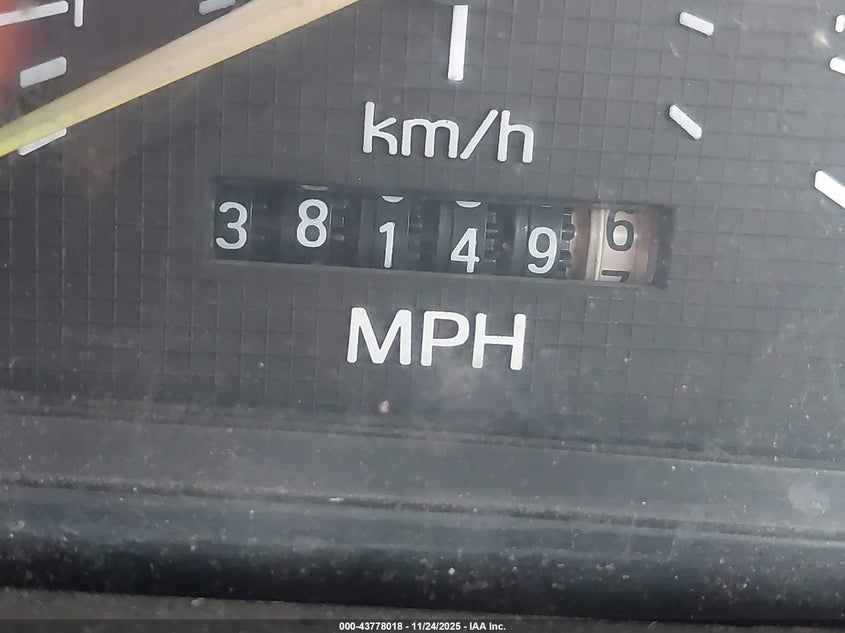 km/h
3 8 1 4 9 6
MPH
000-43778018 - 11/24/2025 - IAA Inc.